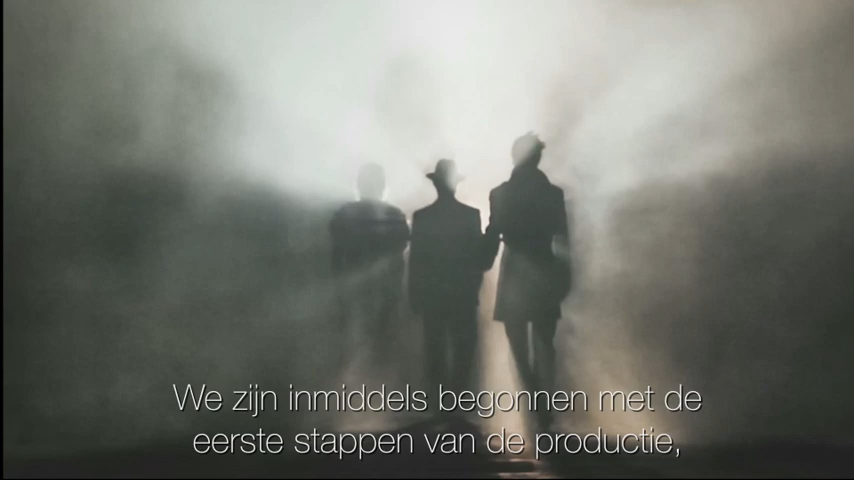 We zijn inmiddels begonnen met de
eerste stappen van de productie,